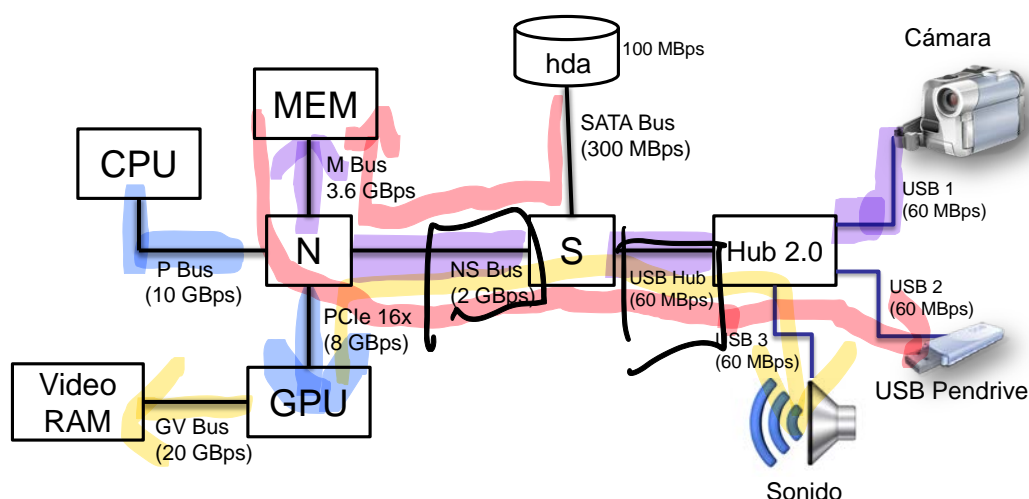 Cámara
hda
100 MBps
MEM
SATA Bus
(300 MBps)
CPU
M Bus
3.6 GBps
USB 1
(60 MBps)
N
S
Hub 2.0
P Bus
(10 GBps)
NS Bus
(2 GBps)
USB Hub
(60 MBps)
USB 2
(60 MBps)
PCIe 16x
(8 GBps)
USB 3
(60 MBps)
Video
RAM
GPU
GV Bus
(20 GBps)
USB Pendrive
Sonido